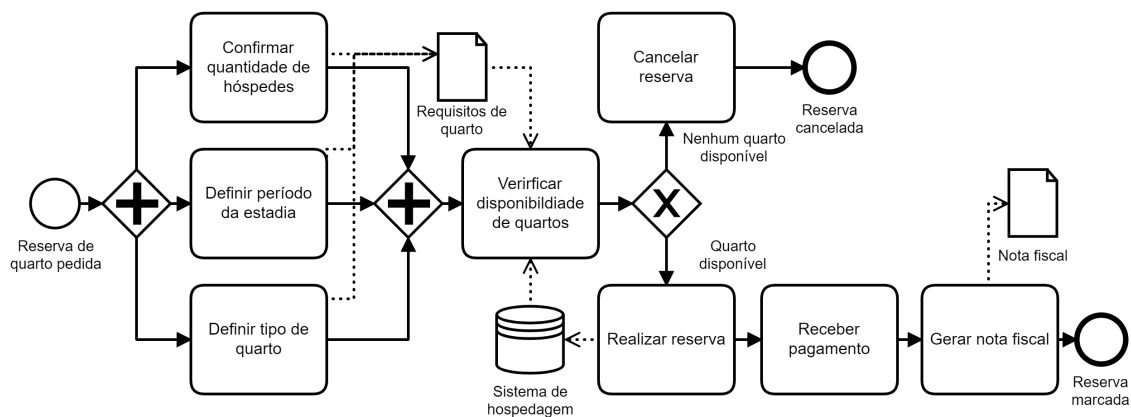 Reserva de
quarto pedida
Confirmar
quantidade de
hóspedes
Definir período
da estadia
Definir tipo de
quarto
Requisitos de
quarto
Verirficar
disponibildiade
de quartos
Sistema de
hospedagem
Nenhum quarto
disponível
Cancelar
reserva
Reserva
cancelada
Quarto
disponível
Realizar reserva
Receber
pagamento
Gerar nota fiscal
Nota fiscal
Reserva
marcada